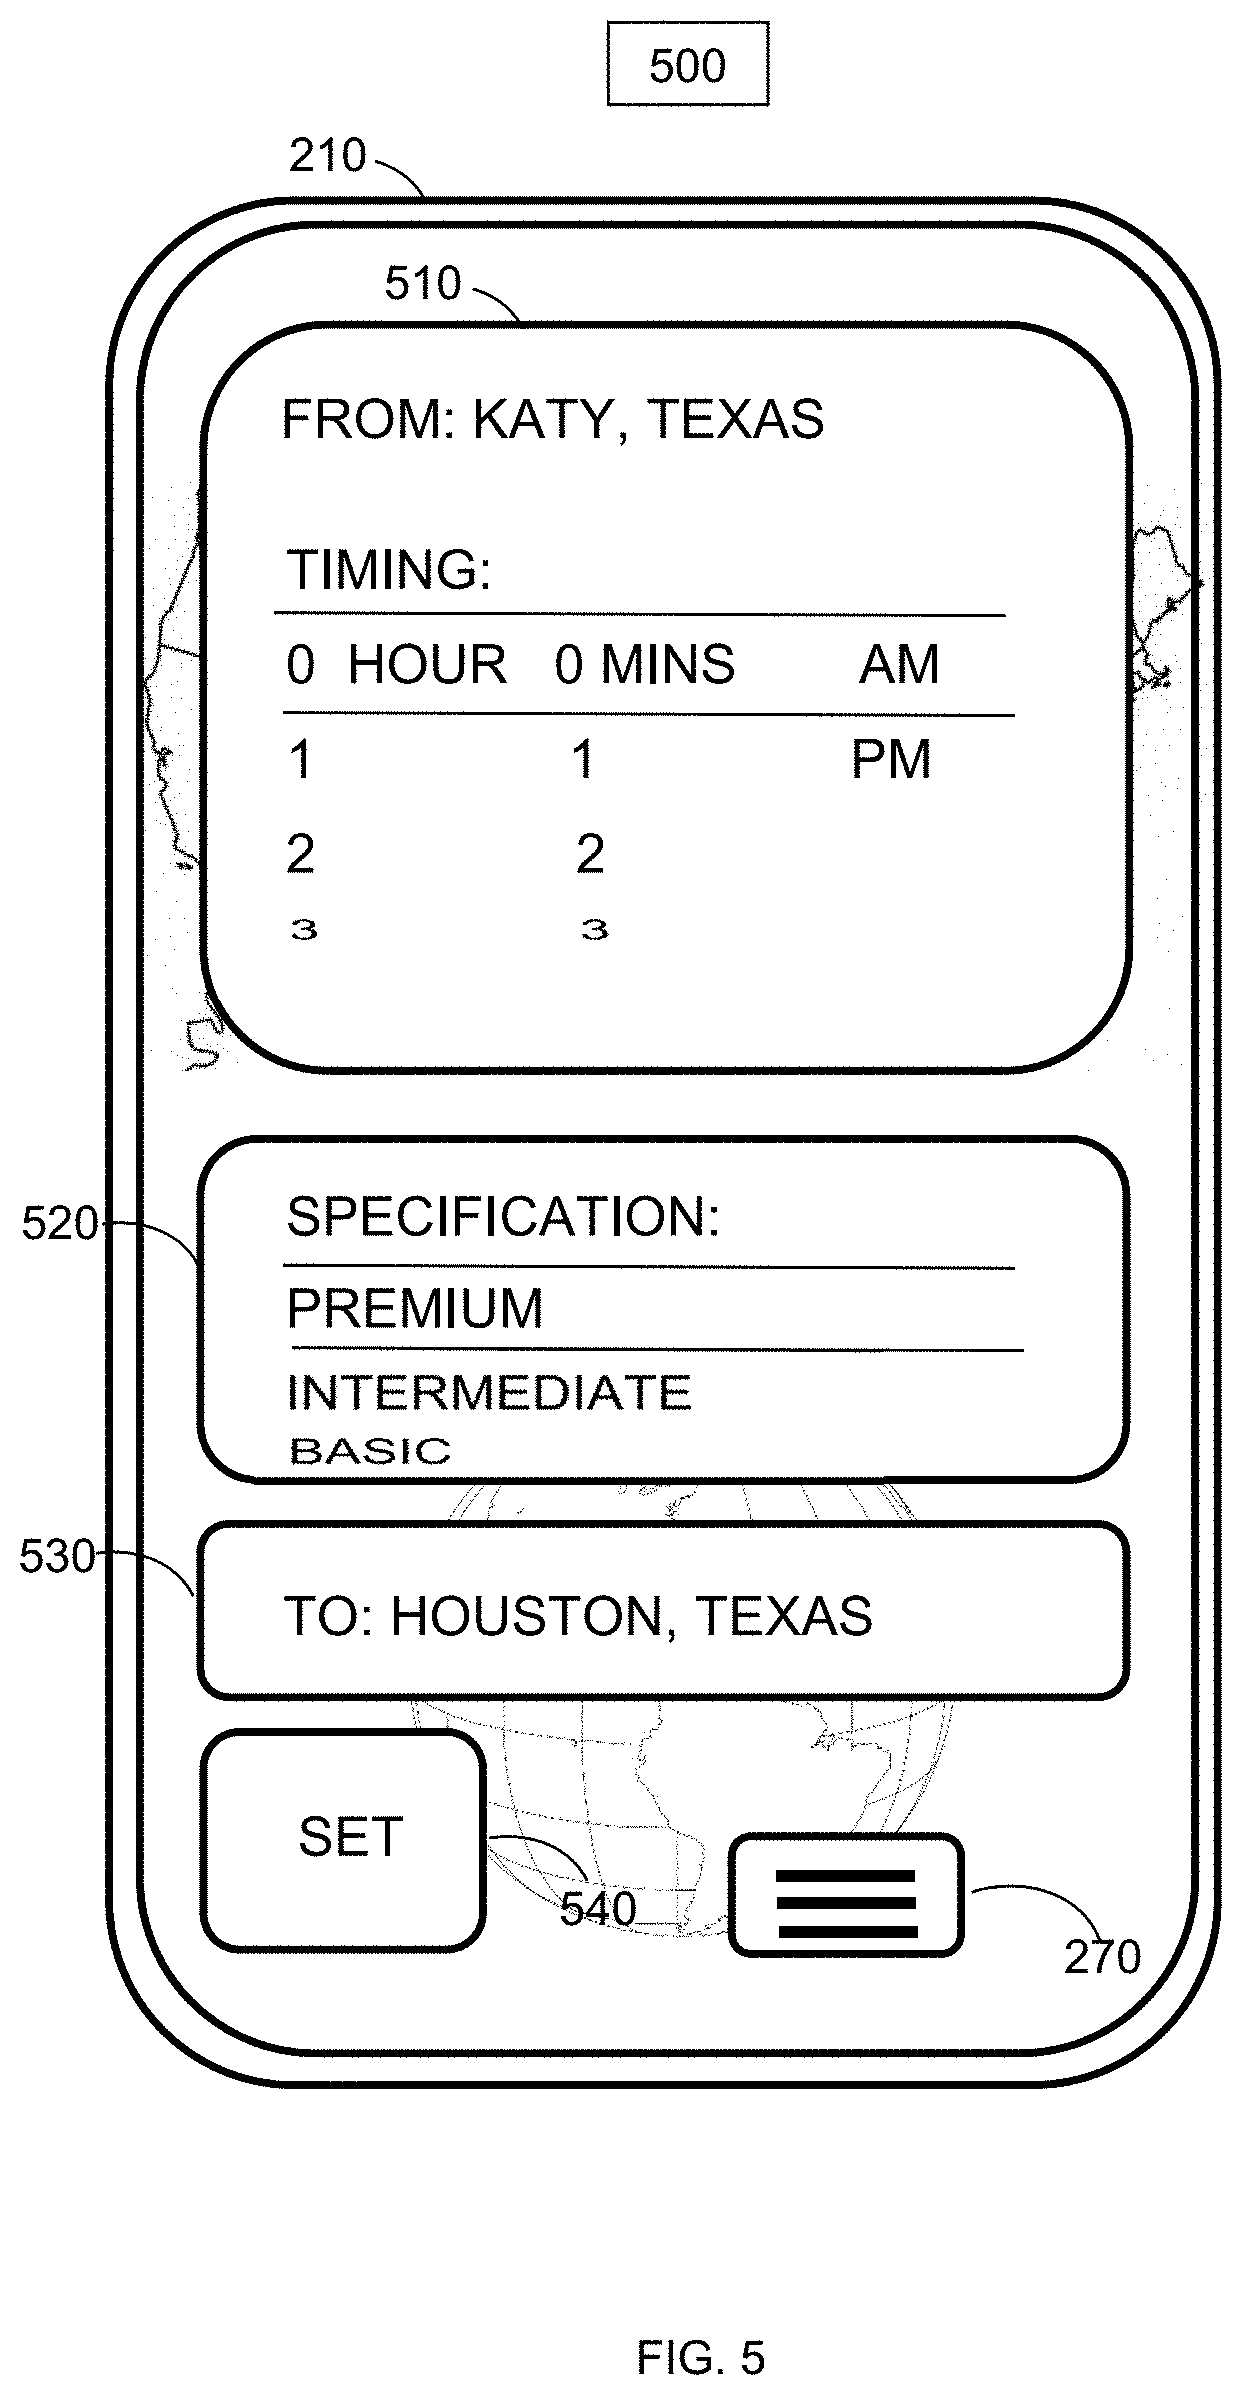 500
210
510
FROM: KATY, TEXAS
TIMING:
0 HOUR 0 MINS AM
1 1 PM
2 2
3 3
520
SPECIFICATION:
PREMIUM
INTERMEDIATE
BASIC
530
TO: HOUSTON, TEXAS
SET
540
270
FIG. 5